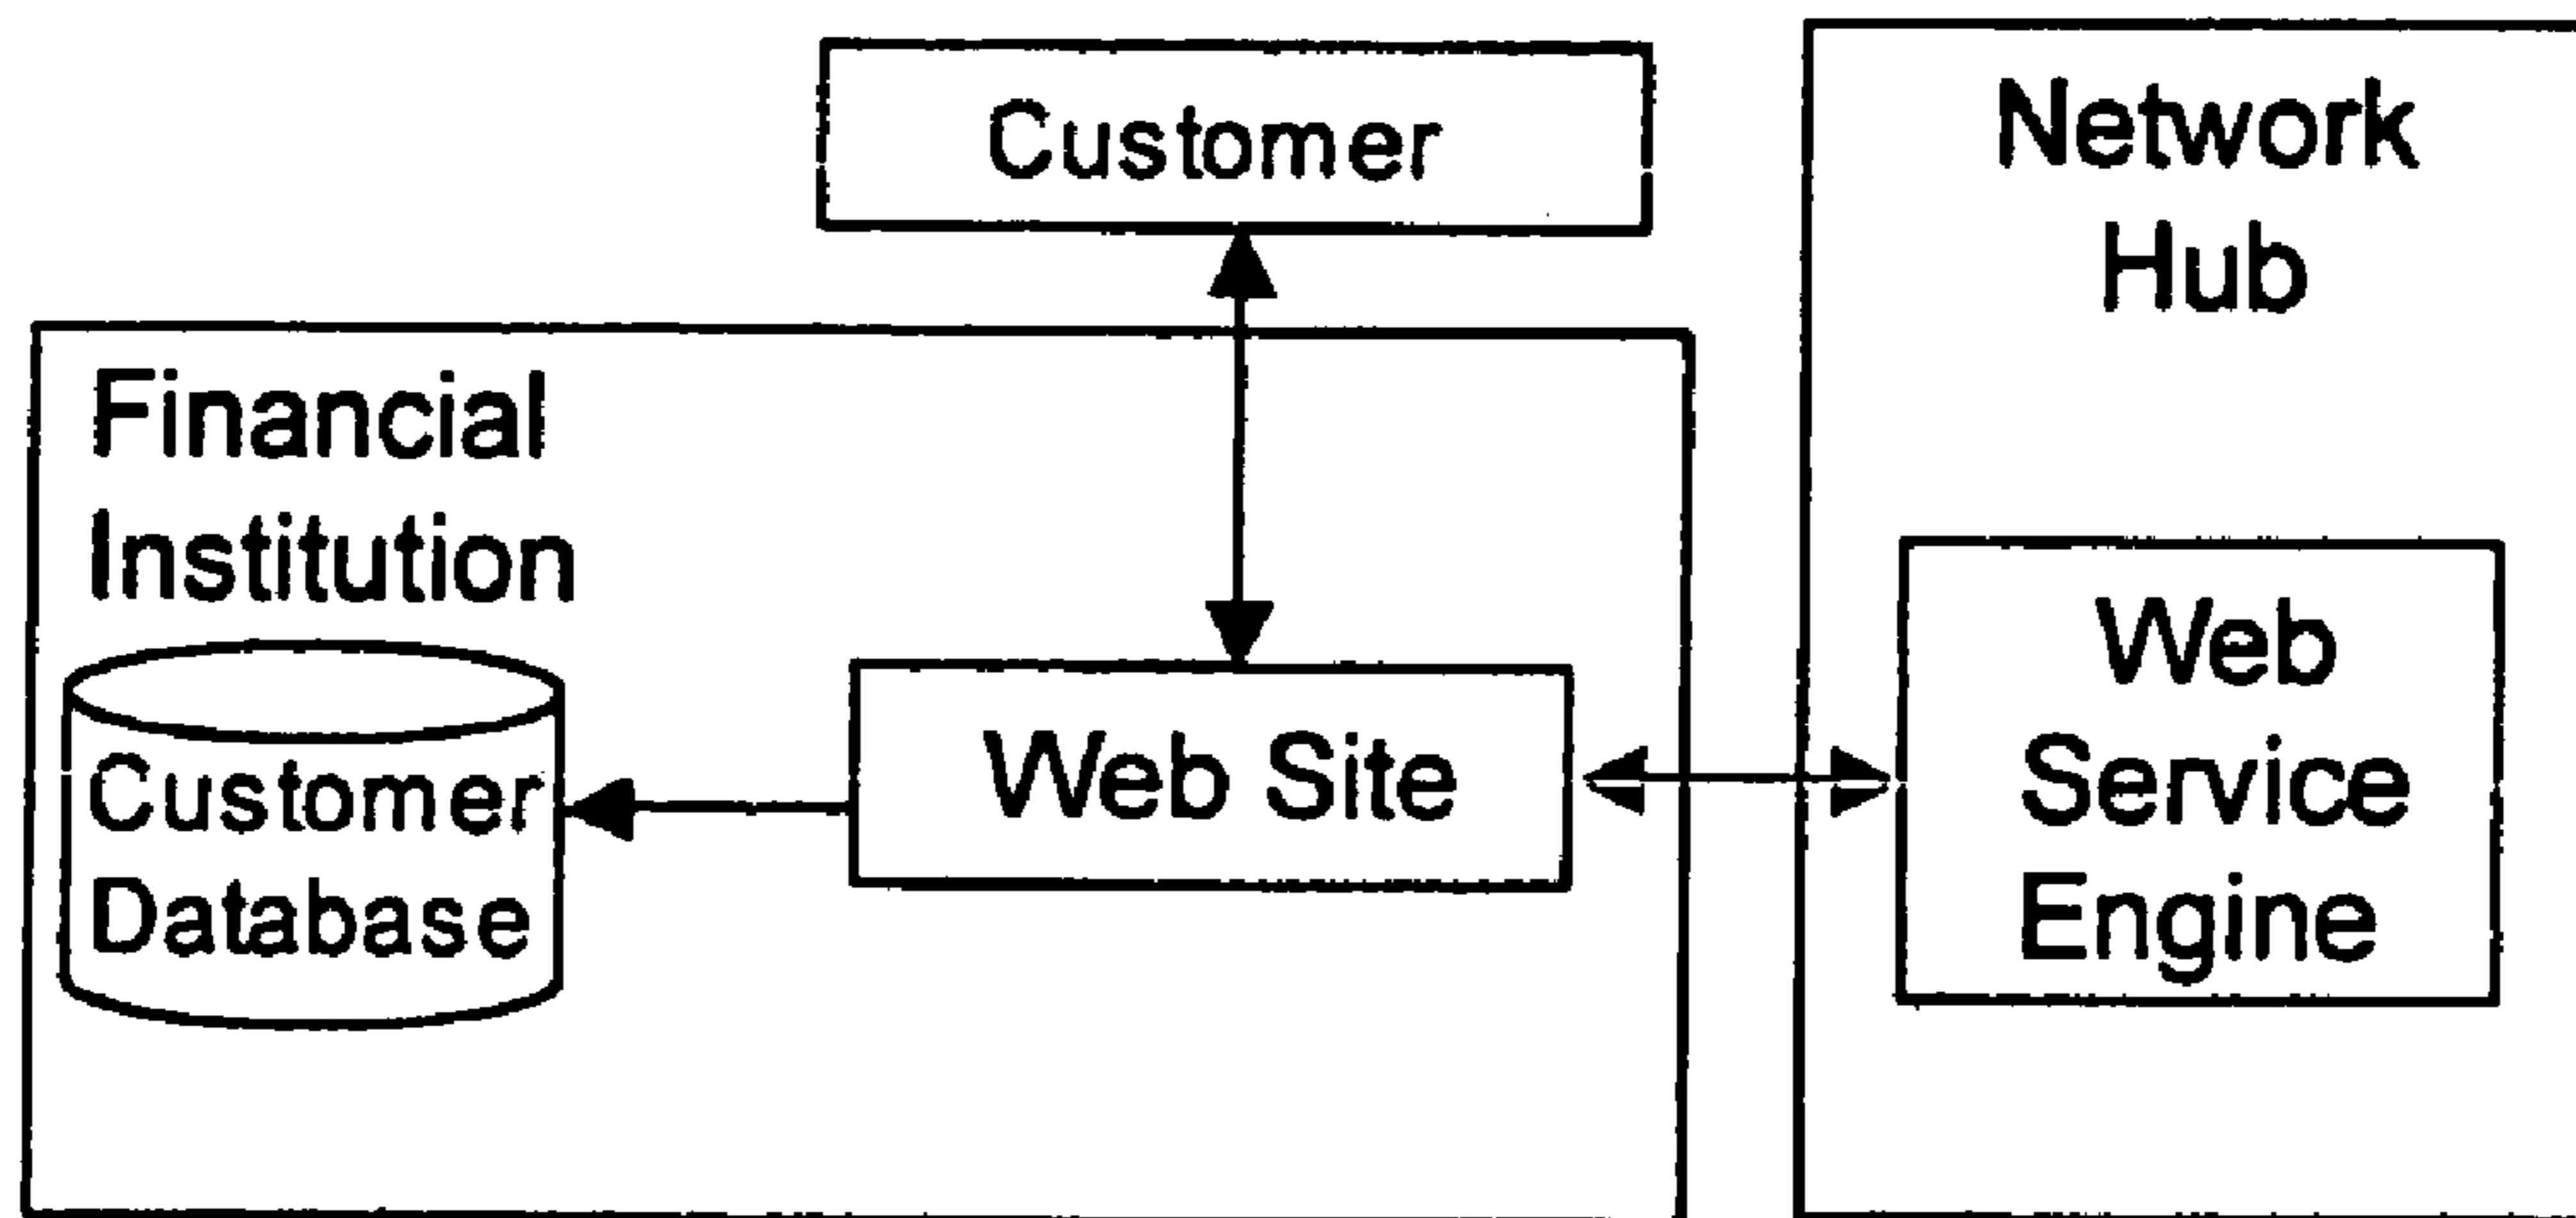 Customer
Network
Hub
Financial
Institution
Customer
Database
Web Site
Web
Service
Engine